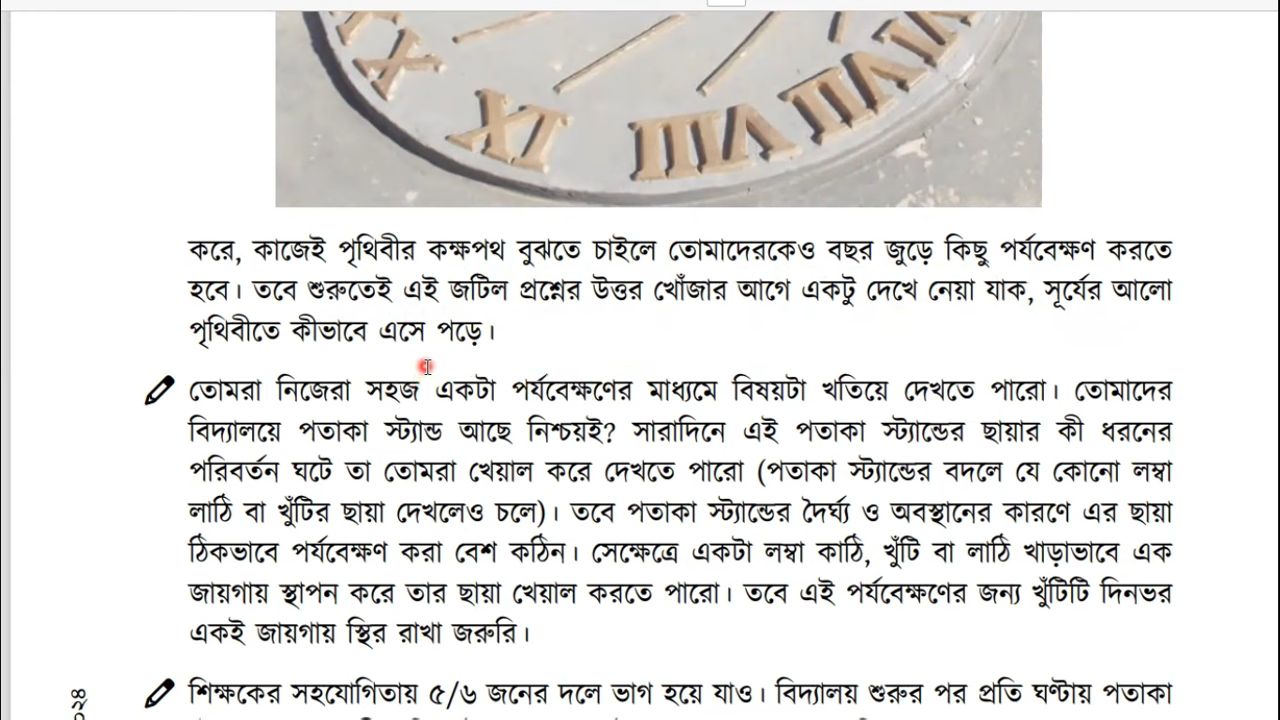 X
XI
VIII
VII
VI
করে, কাজেই পৃথিবীর কক্ষপথ বুঝতে চাইলে তোমাদেরকেও বছর জুড়ে কিছু পর্যবেক্ষণ করতে
হবে। তবে শুরুতেই এই জটিল প্রশ্নের উত্তর খোঁজার আগে একটু দেখে নেয়া যাক, সূর্যের আলো
পৃথিবীতে কীভাবে এসে পড়ে।
তোমরা নিজেরা সহজ একটা পর্যবেক্ষণের মাধ্যমে বিষয়টা খতিয়ে দেখতে পারো। তোমাদের
বিদ্যালয়ে পতাকা স্ট্যান্ড আছে নিশ্চয়ই? সারাদিনে এই পতাকা স্ট্যান্ডের ছায়ার কী ধরনের
পরিবর্তন ঘটে তা তোমরা খেয়াল করে দেখতে পারো (পতাকা স্ট্যান্ডের বদলে যে কোনো লম্বা
লাঠি বা খুঁটির ছায়া দেখলেও চলে)। তবে পতাকা স্ট্যান্ডের দৈর্ঘ্য ও অবস্থানের কারণে এর ছায়া
ঠিকভাবে পর্যবেক্ষণ করা বেশ কঠিন। সেক্ষেত্রে একটা লম্বা কাঠি, খুঁটি বা লাঠি খাড়াভাবে এক
জায়গায় স্থাপন করে তার ছায়া খেয়াল করতে পারো। তবে এই পর্যবেক্ষণের জন্য খুঁটিটি দিনভর
একই জায়গায় স্থির রাখা জরুরি।
শিক্ষকের সহযোগিতায় ৫/৬ জনের দলে ভাগ হয়ে যাও। বিদ্যালয় শুরুর পর প্রতি ঘণ্টায় পতাকা